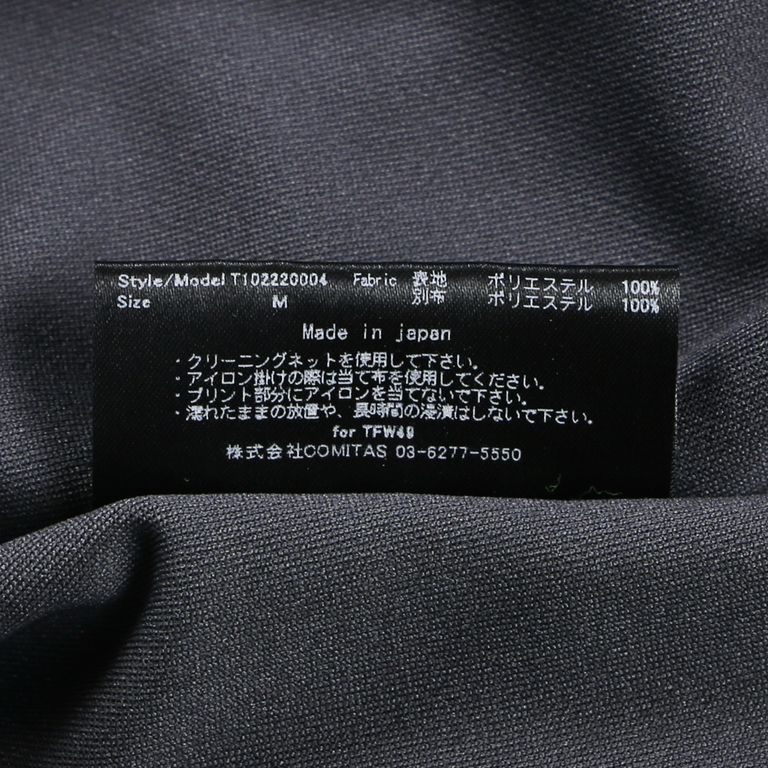 Style/Model T102220004 Fabric 表地 ポリエステル 100%
Size M 別布 ポリエステル 100%
Made in japan
・クリーニングネットを使用して下さい。
・アイロン掛けの際は当て布を使用してください。
・プリント部分にアイロンを当てないで下さい。
・濡れたままの放置や、長時間の浸漬はしないで下さい。
for TFW49
株式会社COMITAS 03-6277-5550